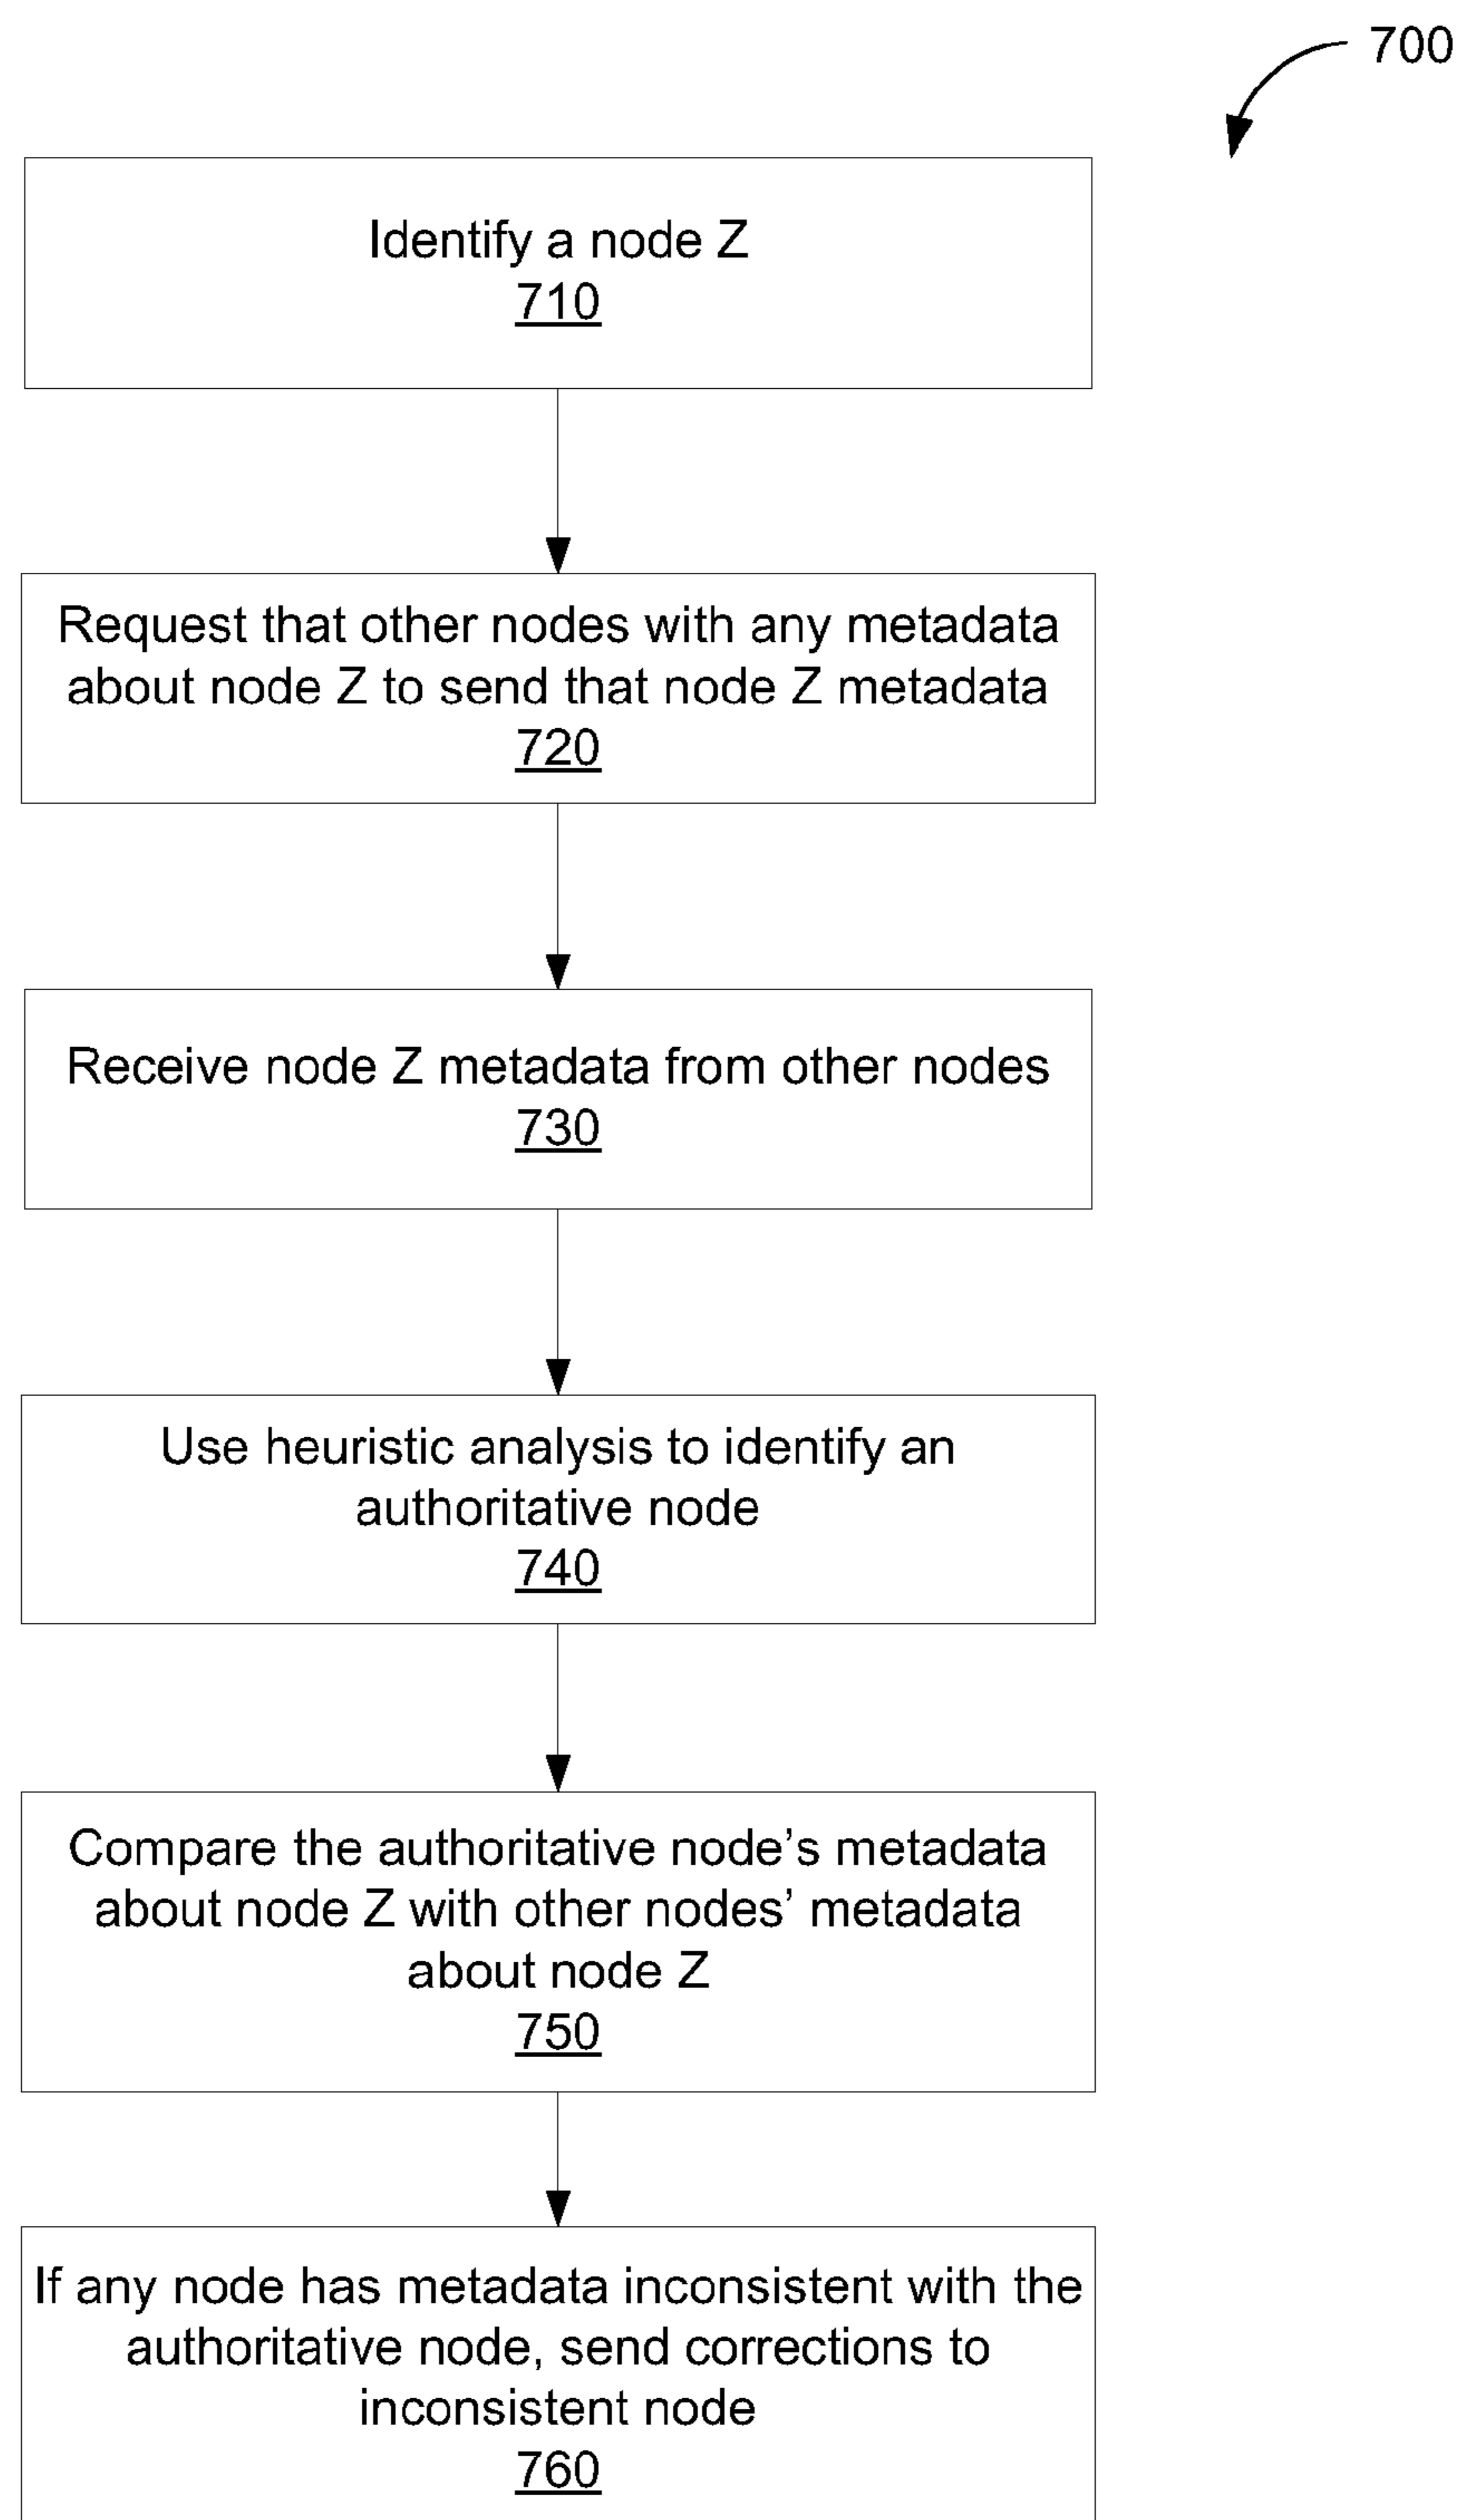 700
Identify a node Z
710
Request that other nodes with any metadata
about node Z to send that node Z metadata
720
Receive node Z metadata from other nodes
730
Use heuristic analysis to identify an
authoritative node
740
Compare the authoritative node’s metadata
about node Z with other nodes’ metadata
about node Z
750
If any node has metadata inconsistent with the
authoritative node, send corrections to
inconsistent node
760